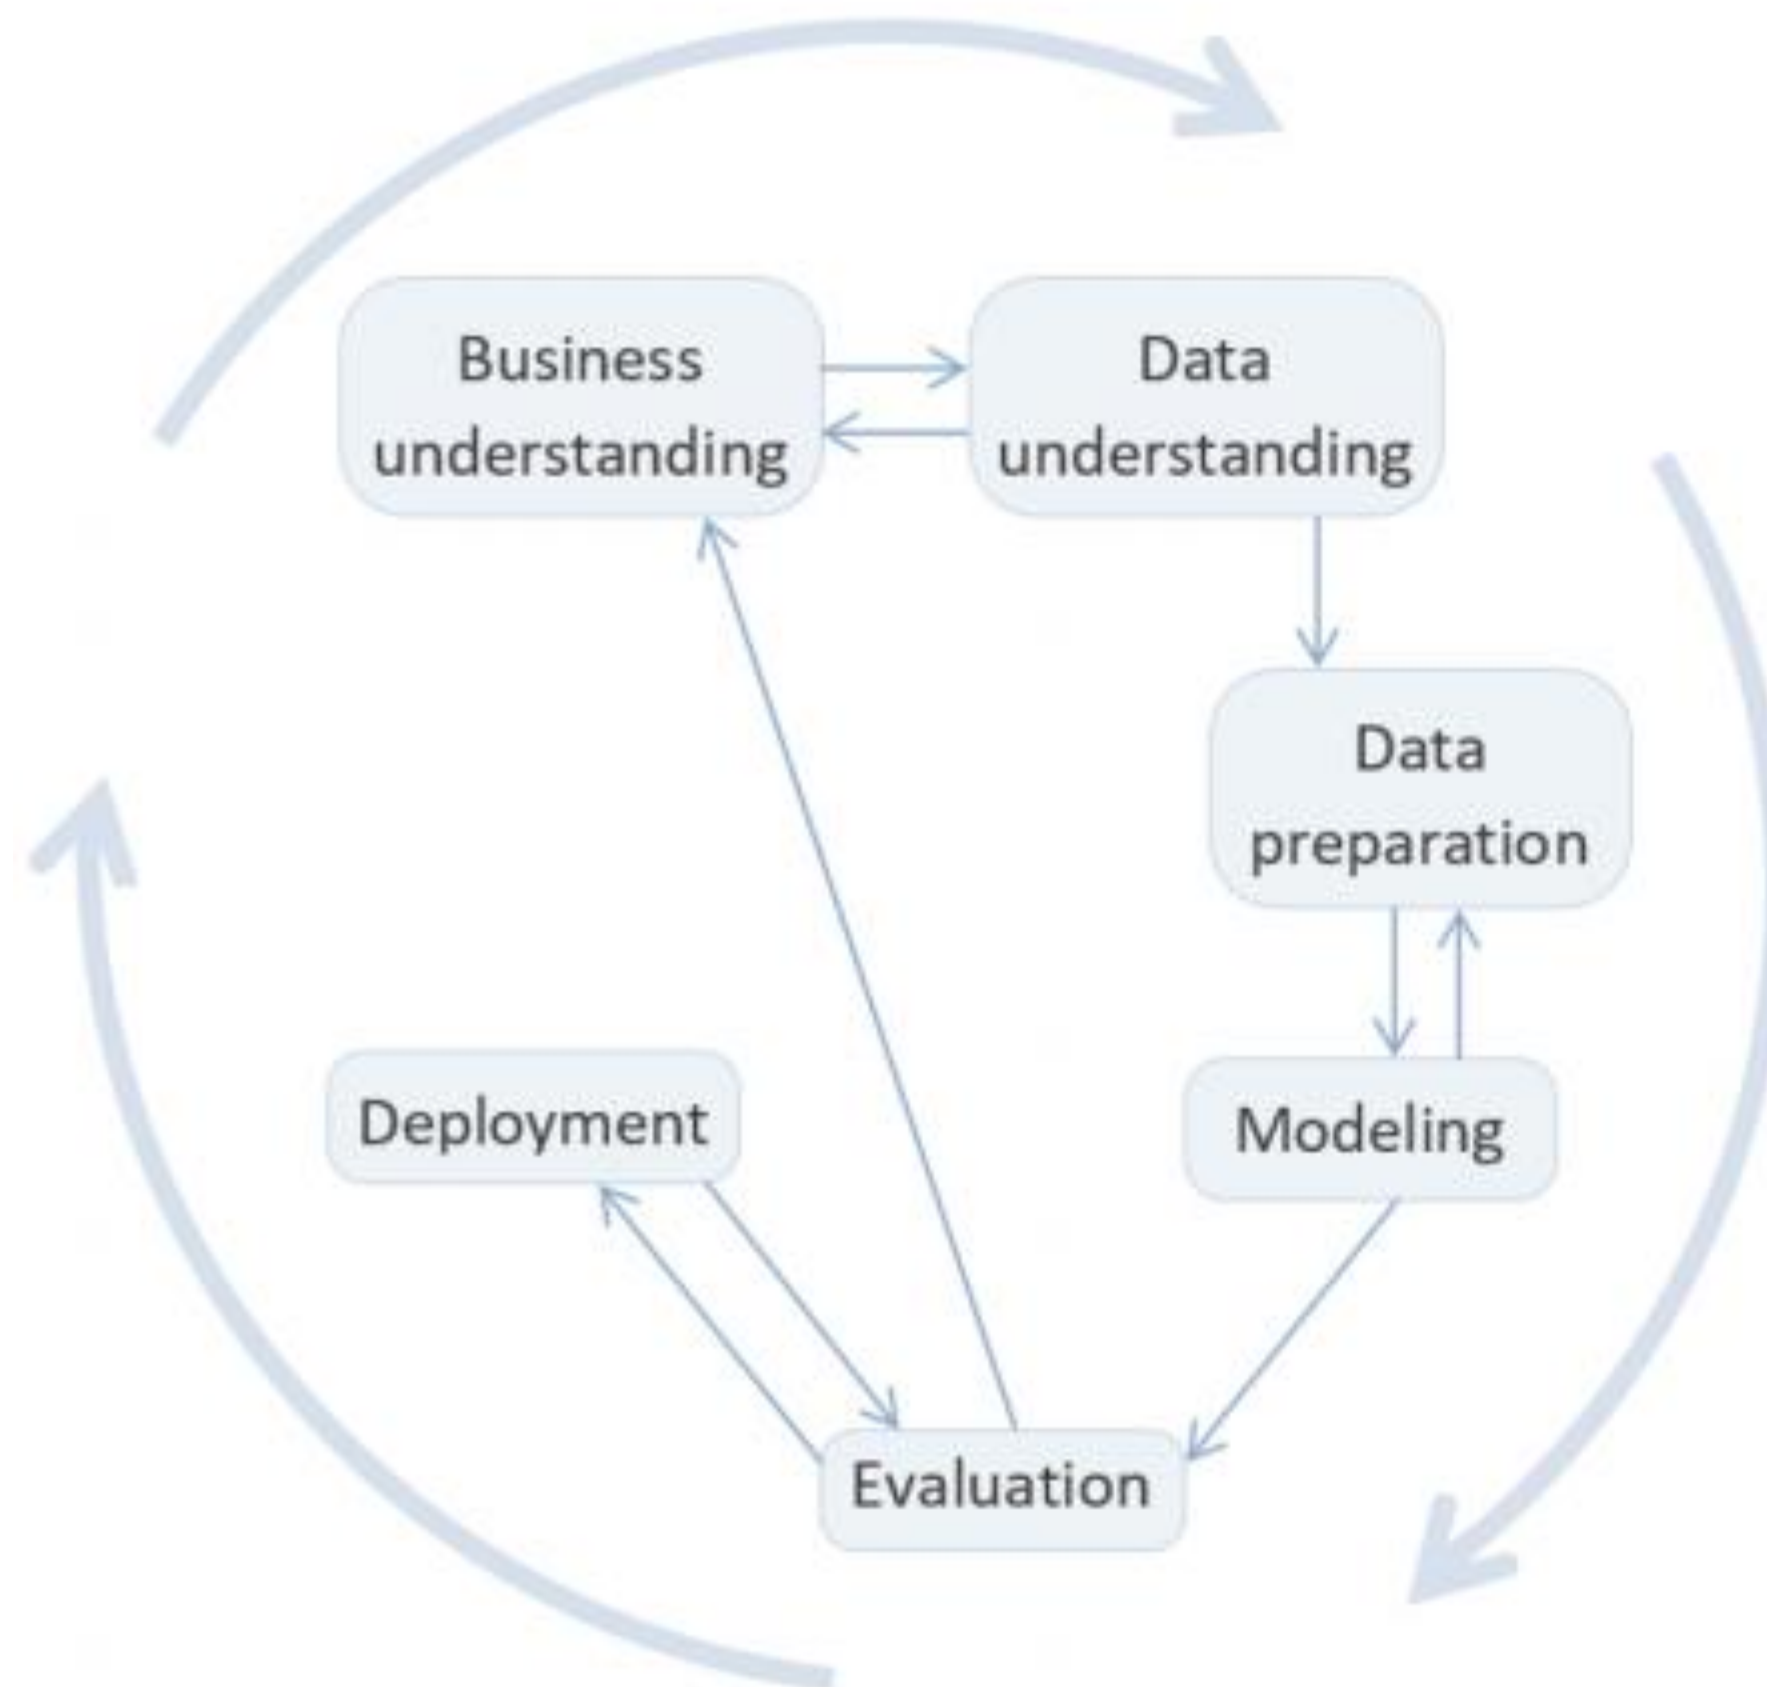 Business
understanding
Data
understanding
Data
preparation
Modeling
Deployment
Evaluation